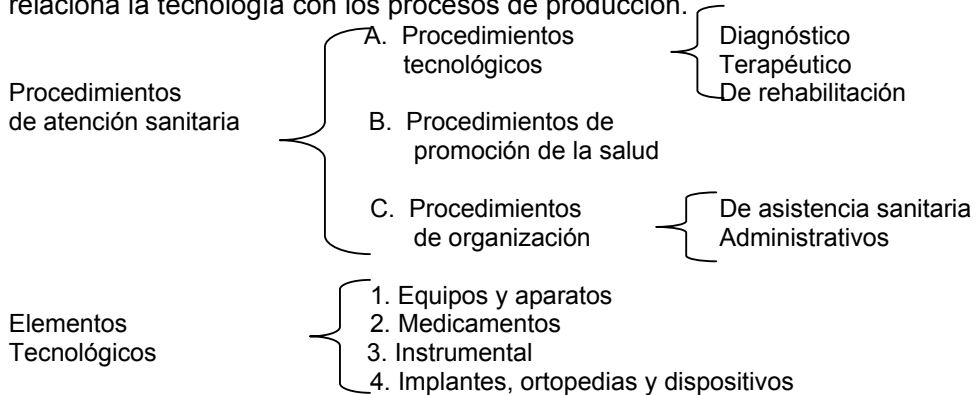 relaciona la tecnología con los procesos de producción.
A. Procedimientos
tecnológicos
Diagnóstico
Terapéutico
De rehabilitación
Procedimientos
de atención sanitaria
B. Procedimientos de
promoción de la salud
C. Procedimientos
de organización
De asistencia sanitaria
Administrativos
Elementos
Tecnológicos
1. Equipos y aparatos
2. Medicamentos
3. Instrumental
4. Implantes, ortopedias y dispositivos